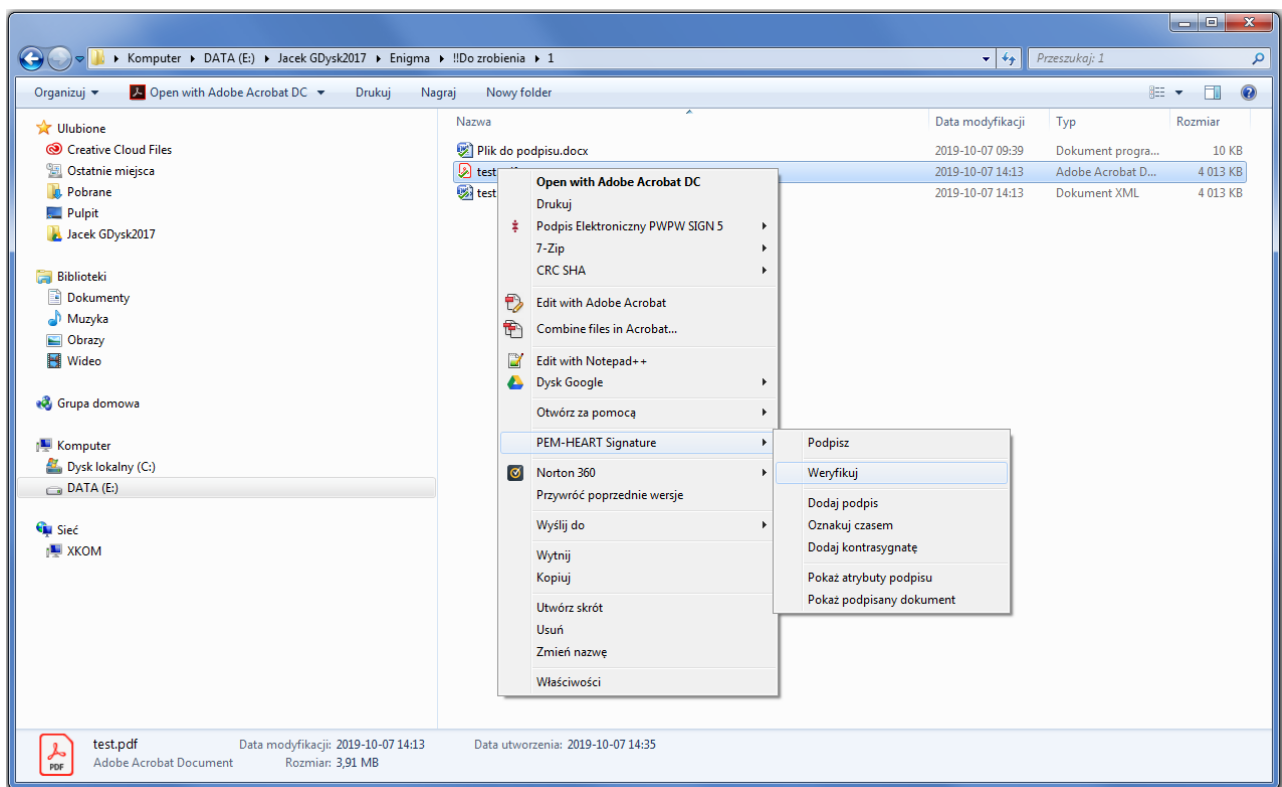 Komputer ▸ DATA (E:) ▸ Jacek GDysk2017 ▸ Enigma ▸ !!Do zrobienia ▸ 1
Przeszukaj: 1
Organizuj
Open with Adobe Acrobat DC
Drukuj
Nagraj
Nowy folder
Ulubione
Creative Cloud Files
Ostatnie miejsca
Pobrane
Pulpit
Jacek GDysk2017
Biblioteki
Dokumenty
Muzyka
Obrazy
Wideo
Grupa domowa
Komputer
Dysk lokalny (C:)
DATA (E:)
Sieć
XKOM
Nazwa Data modyfikacji Typ Rozmiar
Plik do podpisu.docx 2019-10-07 09:39 Dokument progra... 10 KB
test 2019-10-07 14:13 Adobe Acrobat D... 4 013 KB
test 2019-10-07 14:13 Dokument XML 4 013 KB
Open with Adobe Acrobat DC
Drukuj
Podpis Elektroniczny PWPW SIGN 5
7-Zip
CRC SHA
Edit with Adobe Acrobat
Combine files in Acrobat...
Edit with Notepad++
Dysk Google
Otwórz za pomocą
PEM-HEART Signature
Norton 360
Przywróć poprzednie wersje
Wyślij do
Wytnij
Kopiuj
Utwórz skrót
Usuń
Zmień nazwę
Właściwości
Podpisz
Weryfikuj
Dodaj podpis
Oznakuj czasem
Dodaj kontrasygnatę
Pokaż atrybuty podpisu
Pokaż podpisany dokument
PDF
test.pdf Data modyfikacji: 2019-10-07 14:13 Data utworzenia: 2019-10-07 14:35
Adobe Acrobat Document Rozmiar: 3,91 MB